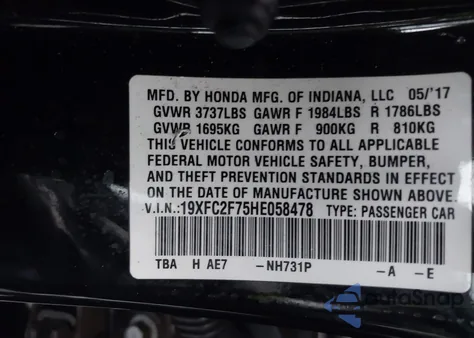 MFD. BY HONDA MFG. OF INDIANA, LLC 05/'17
GVWR 3737LBS GAWR F 1984LBS R 1786LBS
GVWR 1695KG GAWR F 900KG R 810KG
THIS VEHICLE CONFORMS TO ALL APPLICABLE
FEDERAL MOTOR VEHICLE SAFETY, BUMPER,
AND THEFT PREVENTION STANDARDS IN EFFECT
ON THE DATE OF MANUFACTURE SHOWN ABOVE.
V.I.N.:19XFC2F75HE058478 TYPE: PASSENGER CAR
TBA H AE7 -NH731P -A -E
AutoSnap